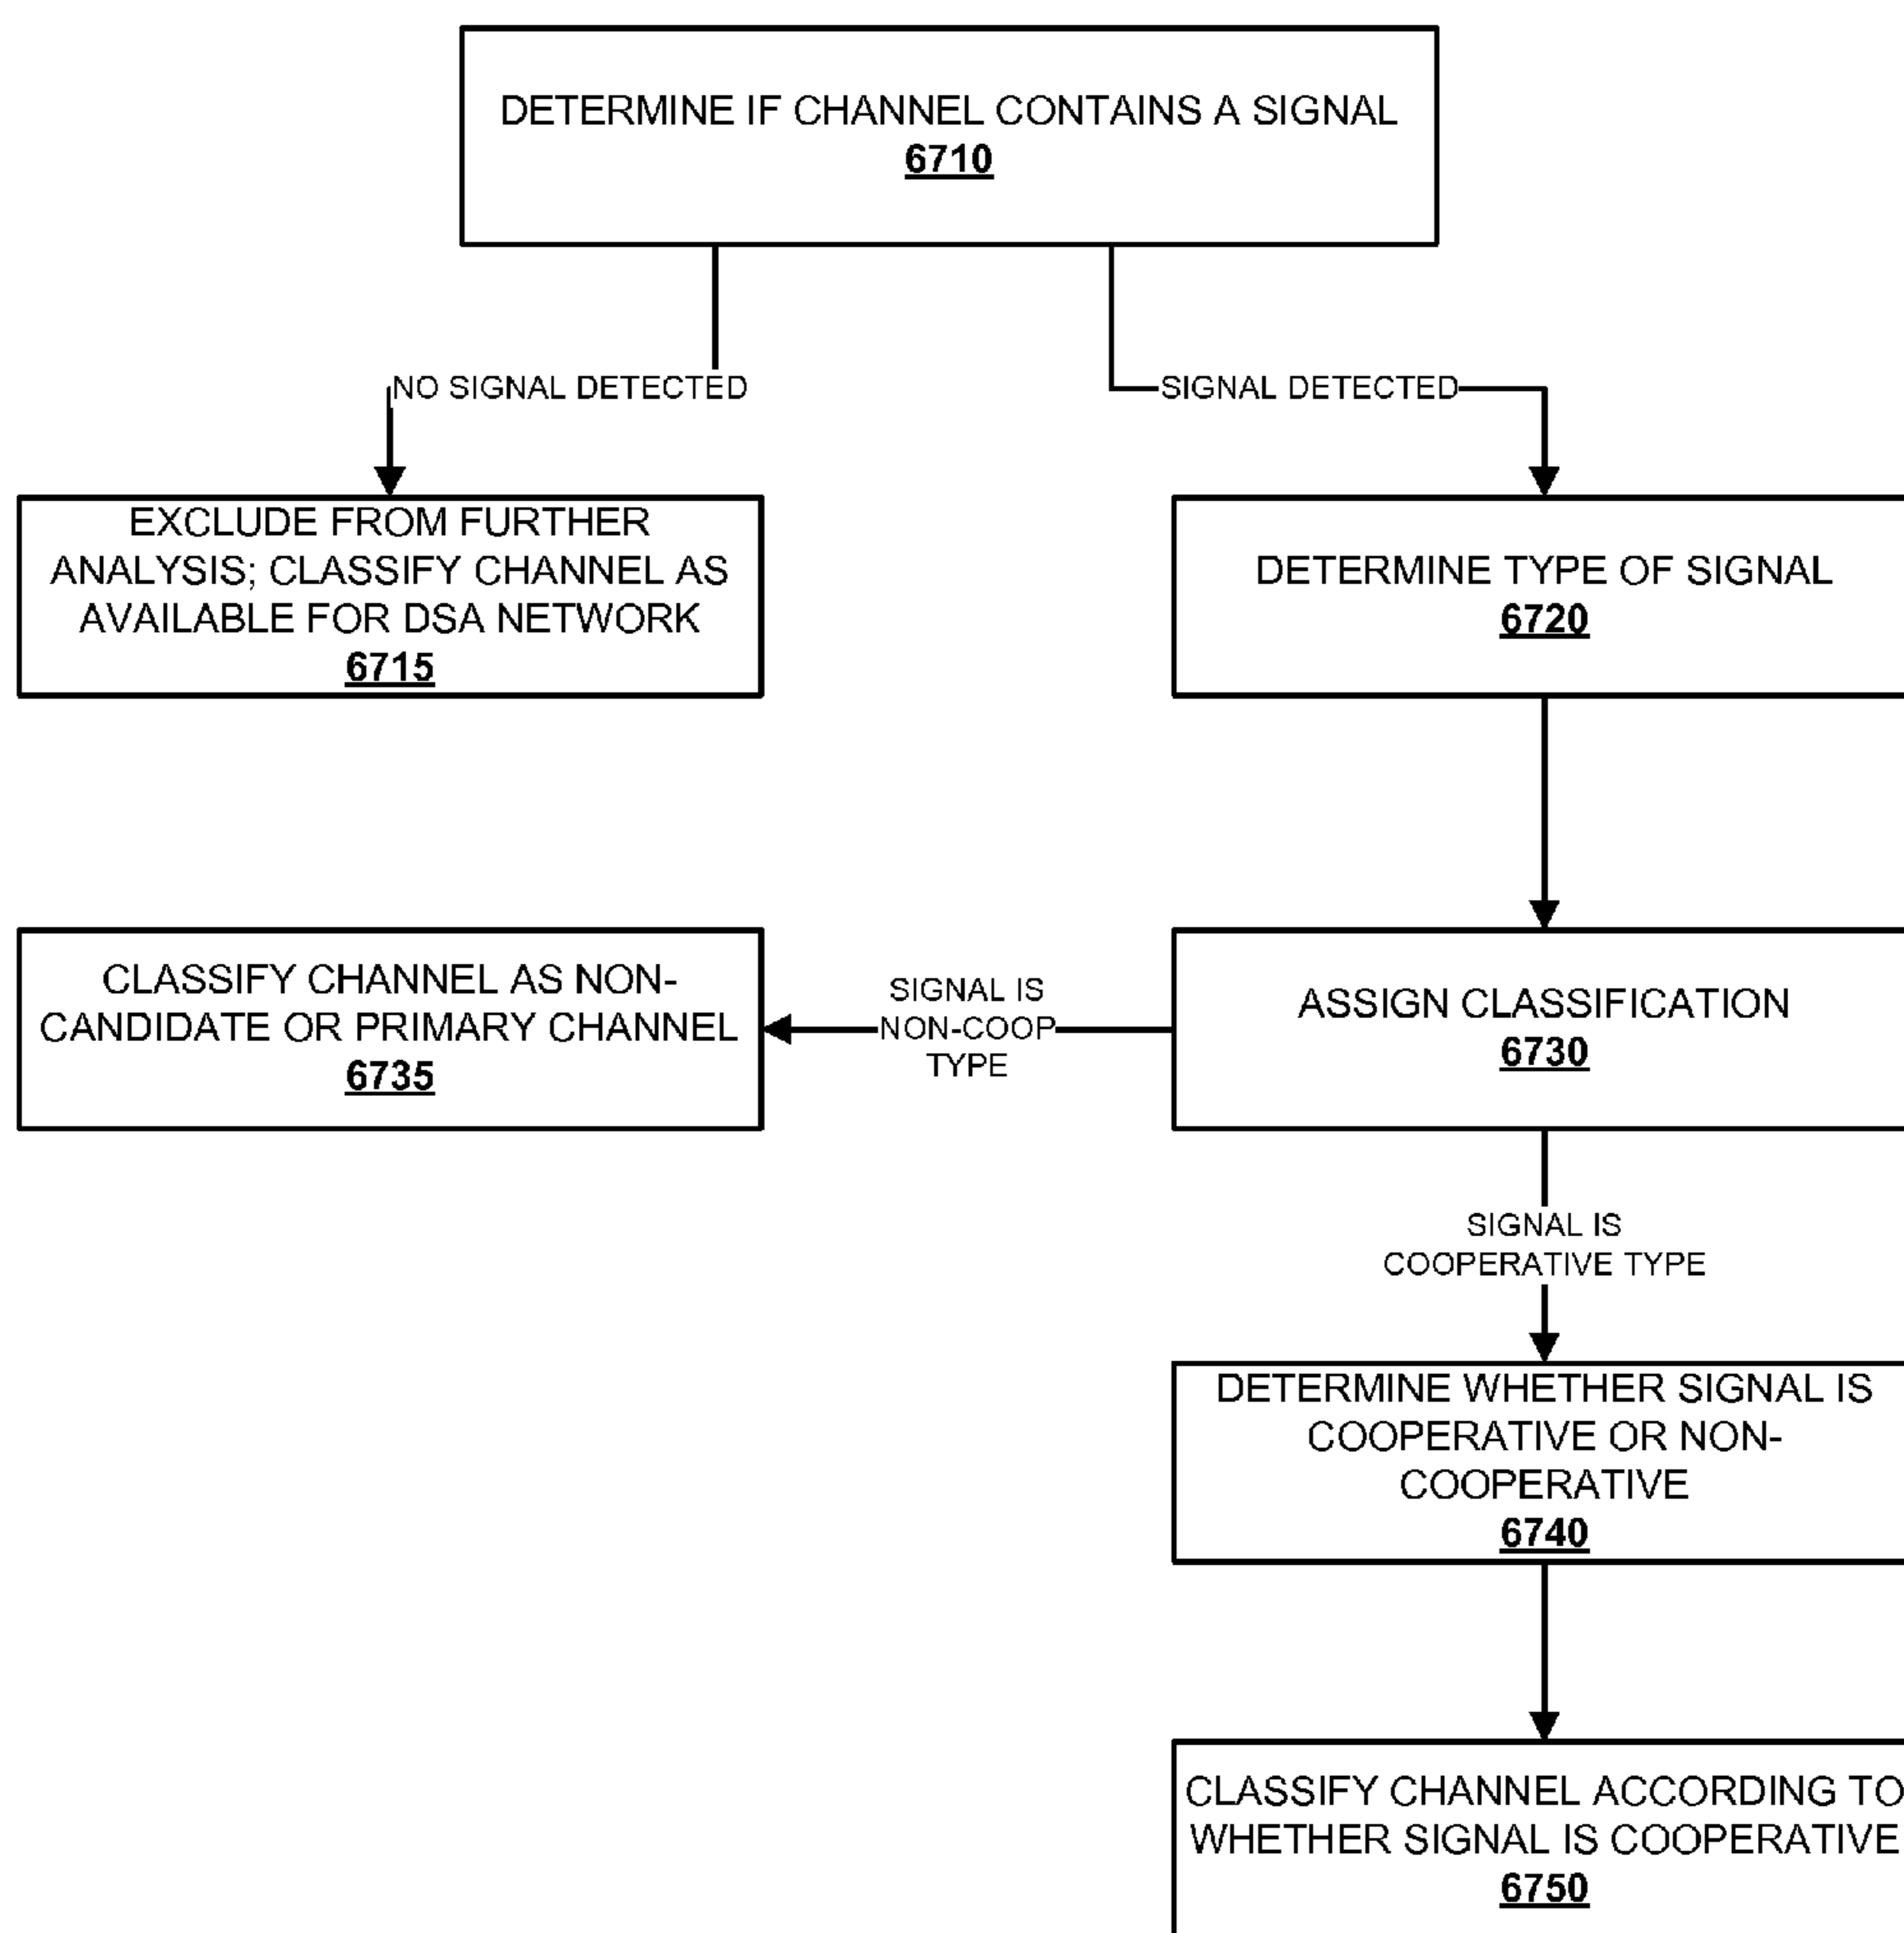 DETERMINE IF CHANNEL CONTAINS A SIGNAL
6710
NO SIGNAL DETECTED
SIGNAL DETECTED
EXCLUDE FROM FURTHER
ANALYSIS; CLASSIFY CHANNEL AS
AVAILABLE FOR DSA NETWORK
6715
DETERMINE TYPE OF SIGNAL
6720
CLASSIFY CHANNEL AS NON-
CANDIDATE OR PRIMARY CHANNEL
6735
SIGNAL IS
NON-COOP
TYPE
ASSIGN CLASSIFICATION
6730
SIGNAL IS
COOPERATIVE TYPE
DETERMINE WHETHER SIGNAL IS
COOPERATIVE OR NON-
COOPERATIVE
6740
CLASSIFY CHANNEL ACCORDING TO
WHETHER SIGNAL IS COOPERATIVE
6750